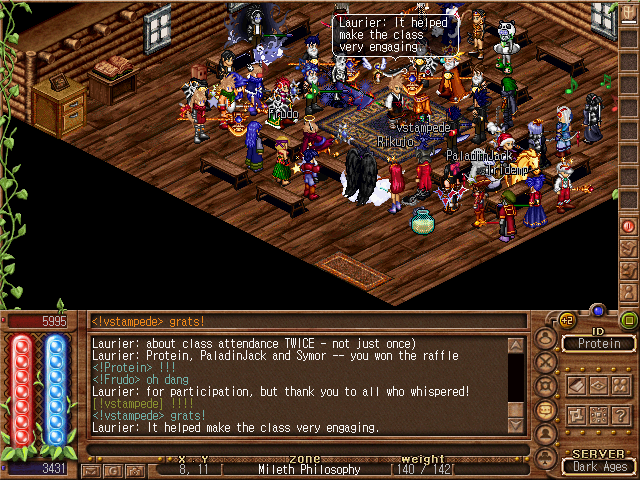 Laurier: It helped
make the class
very engaging.
Frudo
vstampede
Rikujo
PaladinJack
5995
<!vstampede> grats!
Laurier: about class attendance TWICE - not just once)
Laurier: Protein, PaladinJack and Symor -- you won the raffle
<!Protein> !!!
<!Frudo> oh dang
Laurier: for participation, but thank you to all who whispered!
[!vstampede] !!!!
<!vstampede> grats!
Laurier: It helped make the class very engaging.
3431
x y zone weight
8, 11 Mileth Philosophy 140 / 142
+2
ID
Protein
?
SERVER
Dark Ages